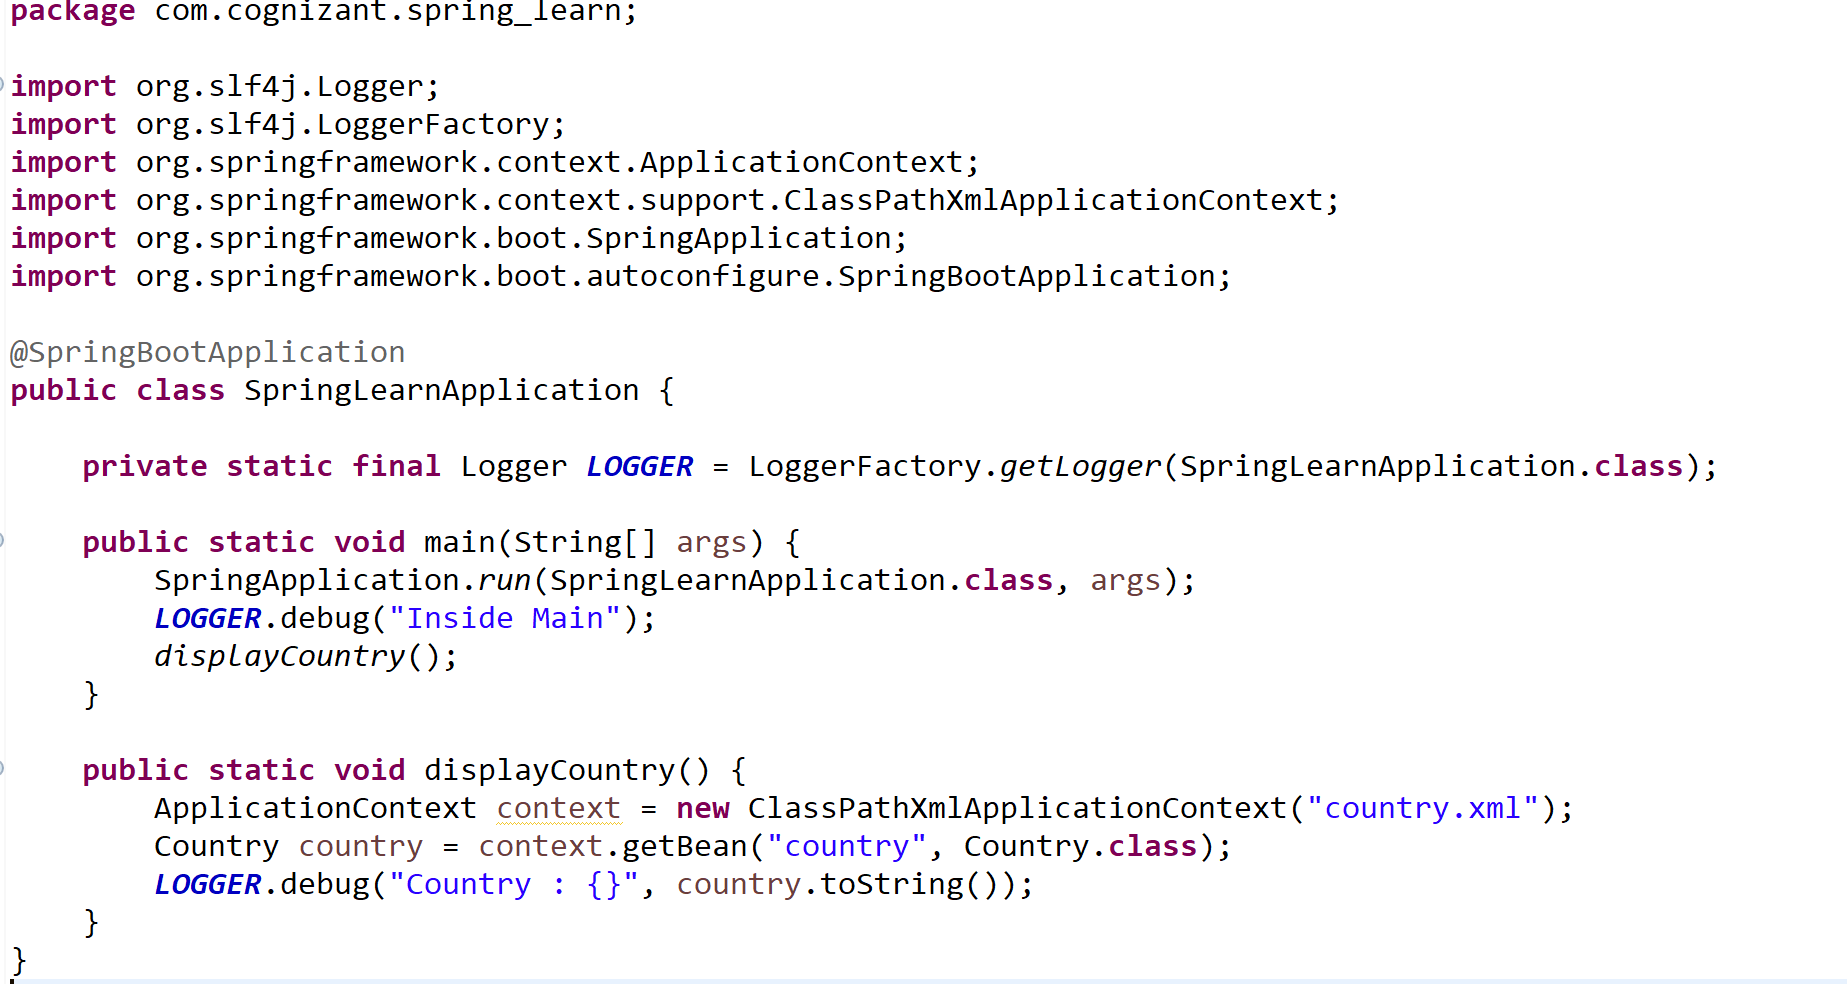 package com.cognizant.spring_learn;
import org.slf4j.Logger;
import org.slf4j.LoggerFactory;
import org.springframework.context.ApplicationContext;
import org.springframework.context.support.ClassPathXmlApplicationContext;
import org.springframework.boot.SpringApplication;
import org.springframework.boot.autoconfigure.SpringBootApplication;
@SpringBootApplication
public class SpringLearnApplication {
private static final Logger LOGGER = LoggerFactory.getLogger(SpringLearnApplication.class);
public static void main(String[] args) {
SpringApplication.run(SpringLearnApplication.class, args);
LOGGER.debug("Inside Main");
displayCountry();
}
public static void displayCountry() {
ApplicationContext context = new ClassPathXmlApplicationContext("country.xml");
Country country = context.getBean("country", Country.class);
LOGGER.debug("Country : {}", country.toString());
}
}